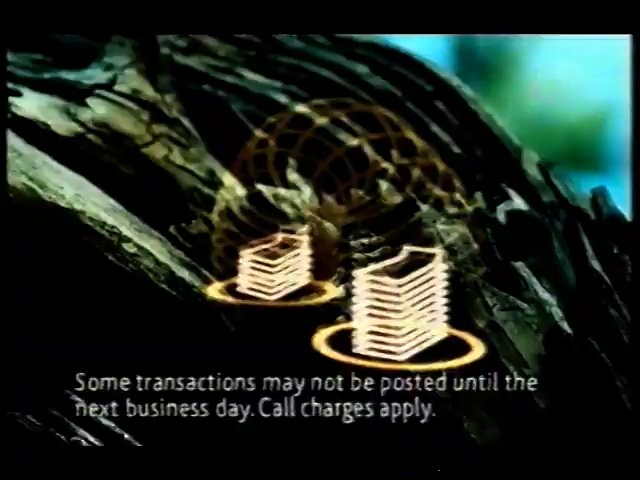 Some transactions may not be posted until the
next business day. Call charges apply.